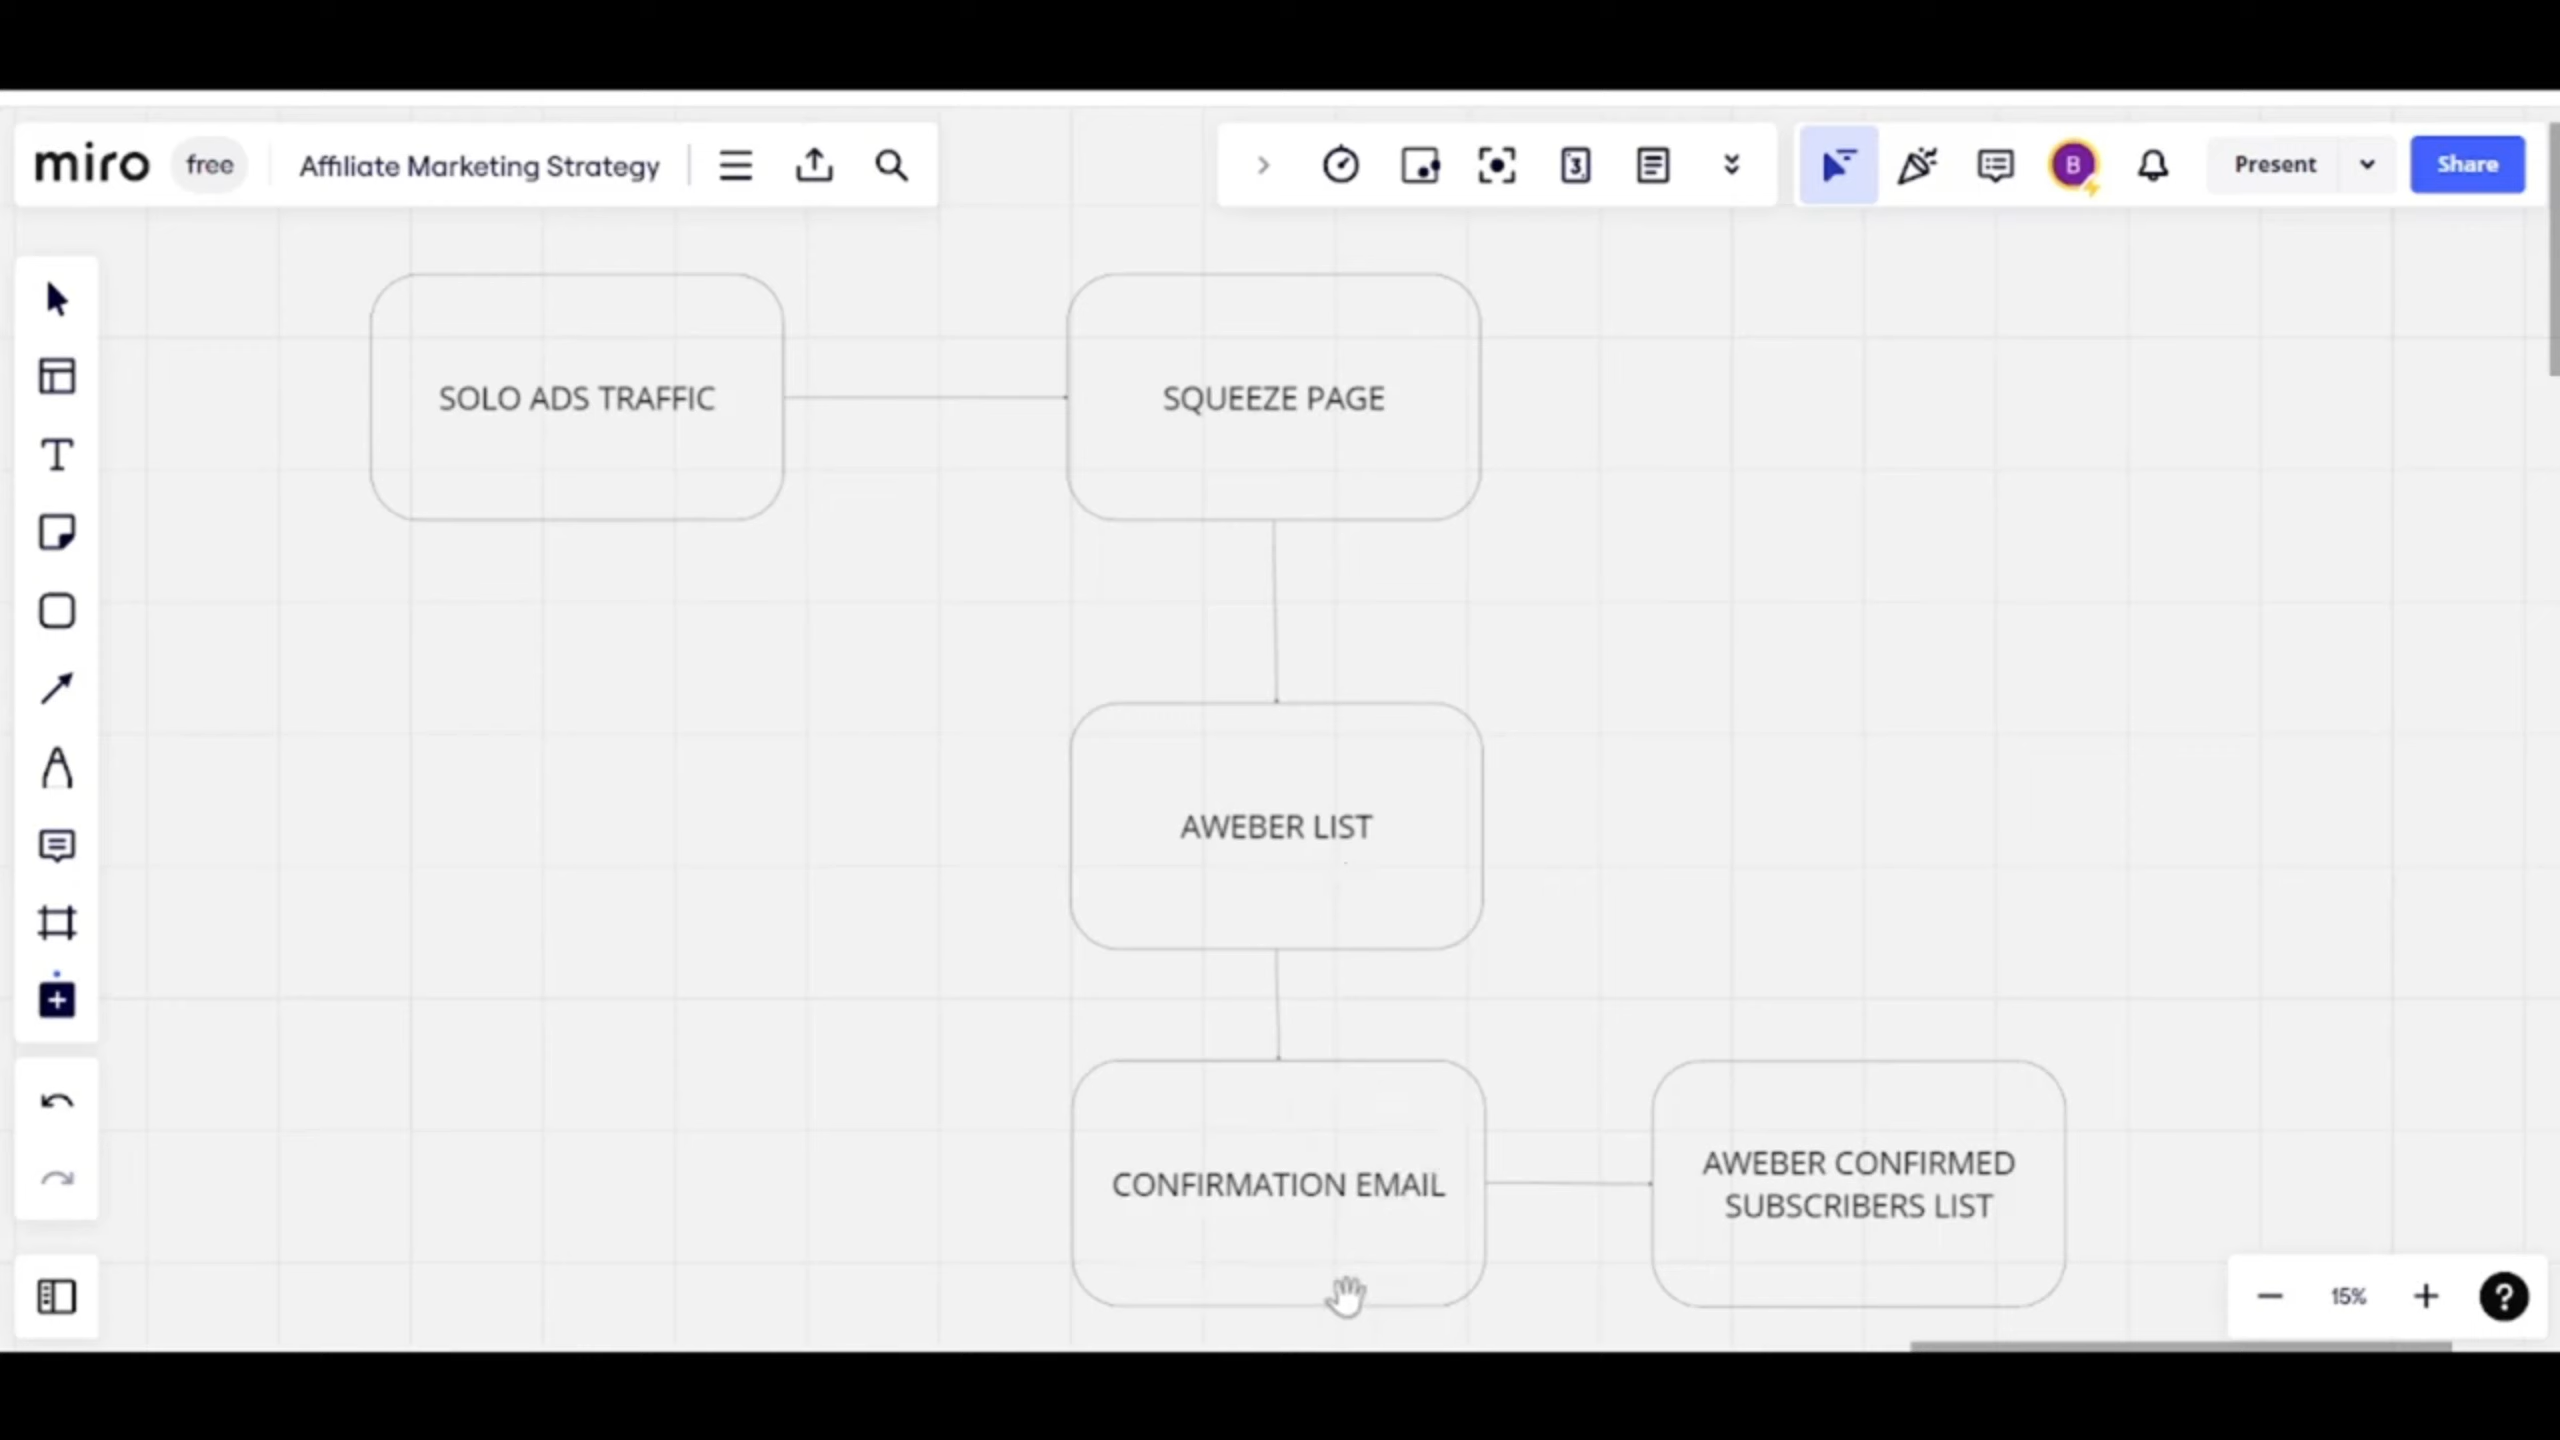 miro free Affiliate Marketing Strategy
3 B Present Share
SOLO ADS TRAFFIC
SQUEEZE PAGE
AWEBER LIST
CONFIRMATION EMAIL
AWEBER CONFIRMED
SUBSCRIBERS LIST
15% ?